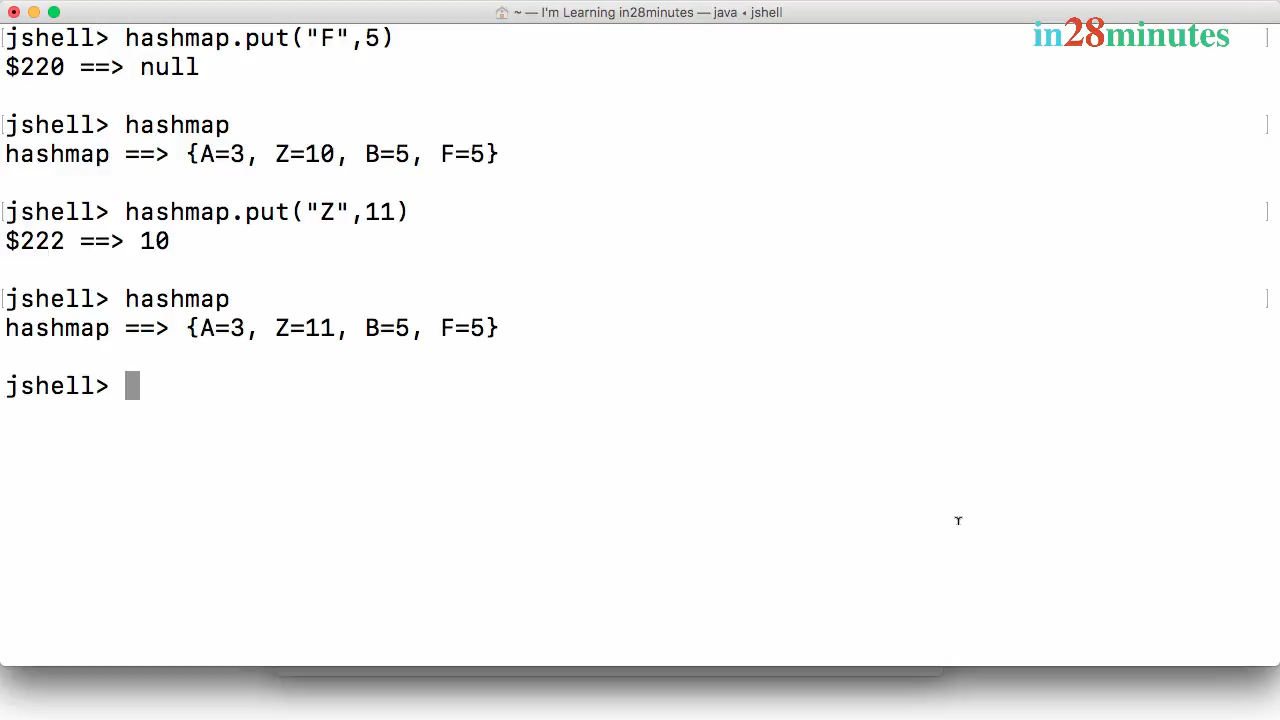 ~ — I'm Learning in28minutes — java ◂ jshell
in28minutes
jshell> hashmap.put("F",5)
$220 ==> null
jshell> hashmap
hashmap ==> {A=3, Z=10, B=5, F=5}
jshell> hashmap.put("Z",11)
$222 ==> 10
jshell> hashmap
hashmap ==> {A=3, Z=11, B=5, F=5}
jshell>